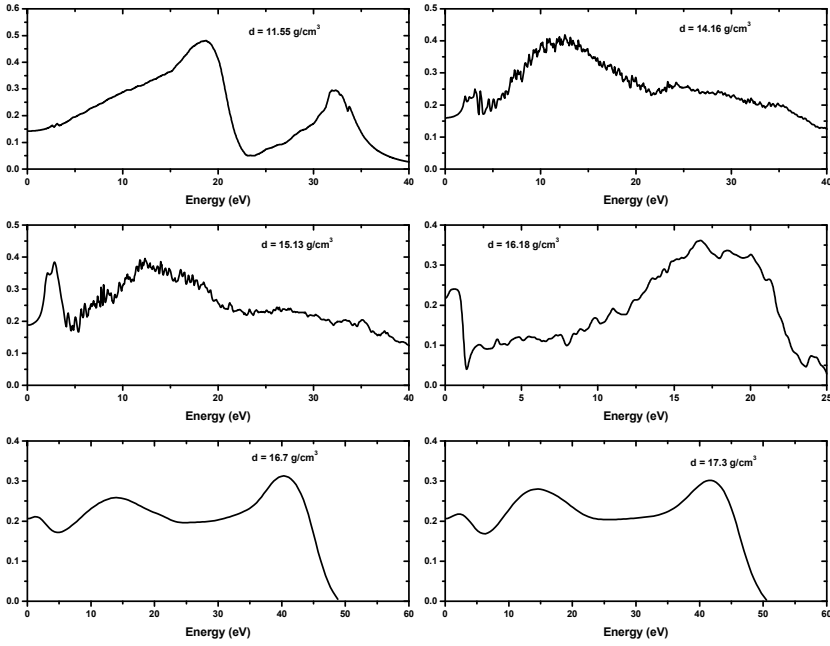 0.6
0.5
0.4
0.3
0.2
0.1
0.0
d = 11.55 g/cm3
0 10 20 30 40
Energy (eV)
0.5
0.4
0.3
0.2
0.1
0.0
d = 14.16 g/cm3
0 10 20 30 40
Energy (eV)
0.5
0.4
0.3
0.2
0.1
0.0
d = 15.13 g/cm3
0 10 20 30 40
Energy (eV)
0.4
0.3
0.2
0.1
0.0
d = 16.18 g/cm3
0 5 10 15 20 25
Energy (eV)
0.4
0.3
0.2
0.1
0.0
d = 16.7 g/cm3
0 10 20 30 40 50 60
Energy (eV)
0.4
0.3
0.2
0.1
0.0
d = 17.3 g/cm3
0 10 20 30 40 50 60
Energy (eV)